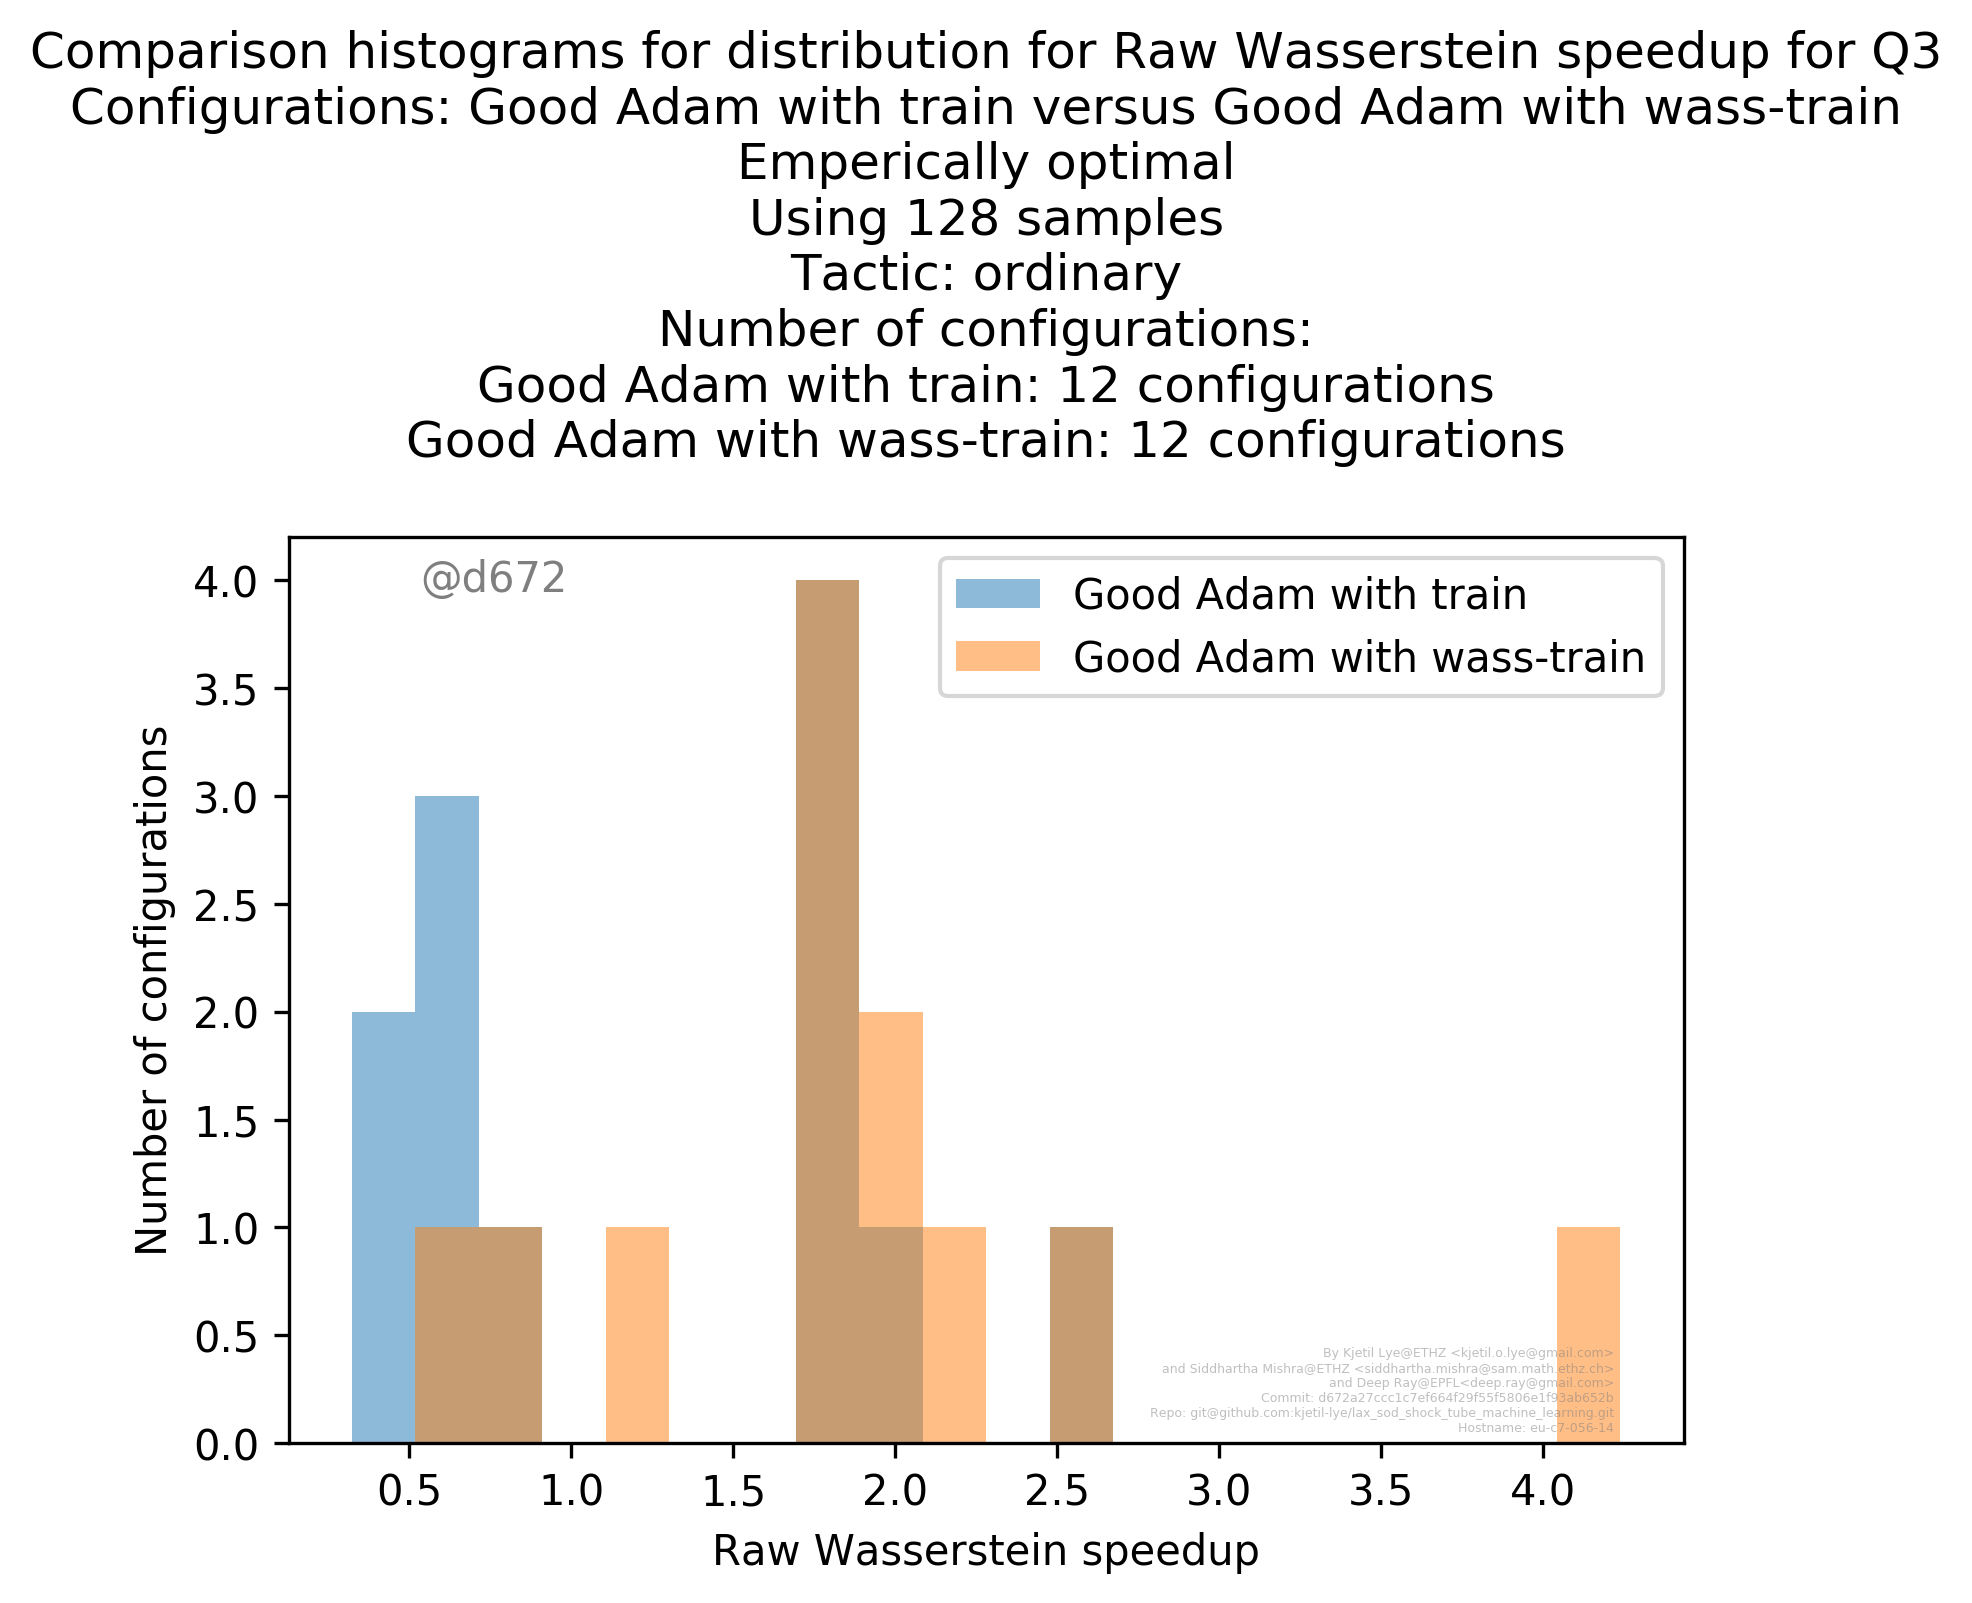 Comparison histograms for distribution for Raw Wasserstein speedup for Q3
Configurations: Good Adam with train versus Good Adam with wass-train
Emperically optimal
Using 128 samples
Tactic: ordinary
Number of configurations:
Good Adam with train: 12 configurations
Good Adam with wass-train: 12 configurations
@d672
Good Adam with train
Good Adam with wass-train
4.0
3.5
3.0
2.5
2.0
1.5
1.0
0.5
0.0
Number of configurations
By Kjetil Lye@ETHZ <kjetil.o.lye@gmail.com>
and Siddhartha Mishra@ETHZ <siddhartha.mishra@sam.math.ethz.ch>
and Deep Ray@EPFL<deep.ray@gmail.com>
Commit: d672a27ccc1c7ef664f29f55f5806e1f93ab652b
Repo: git@github.com:kjetil-lye/lax_sod_shock_tube_machine_learning.git
Hostname: eu-c7-056-14
0.5 1.0 1.5 2.0 2.5 3.0 3.5 4.0
Raw Wasserstein speedup